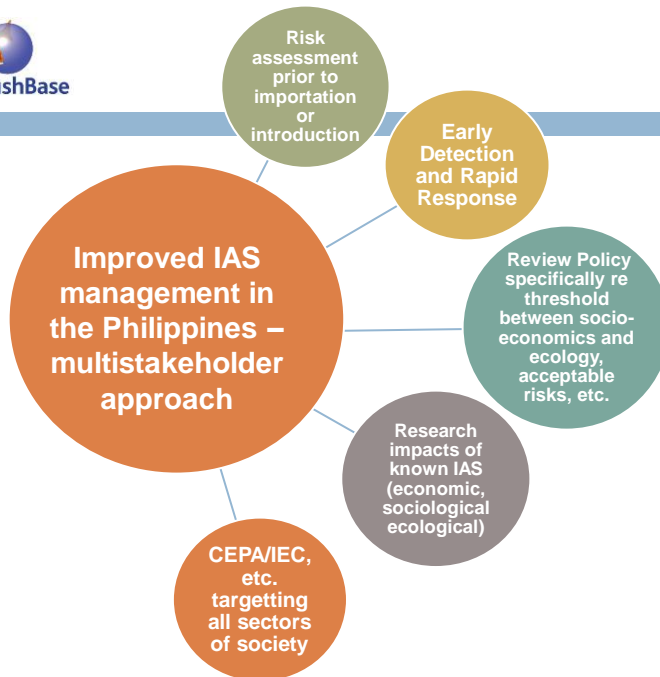 shBase
Risk
assessment
prior to
importation
or
introduction
Early
Detection
and Rapid
Response
Improved IAS
management in
the Philippines –
multistakeholder
approach
Review Policy
specifically re
threshold
between socio-
economics and
ecology,
acceptable
risks, etc.
Research
impacts of
known IAS
(economic,
sociological
ecological)
CEPA/IEC,
etc.
targetting
all sectors
of society